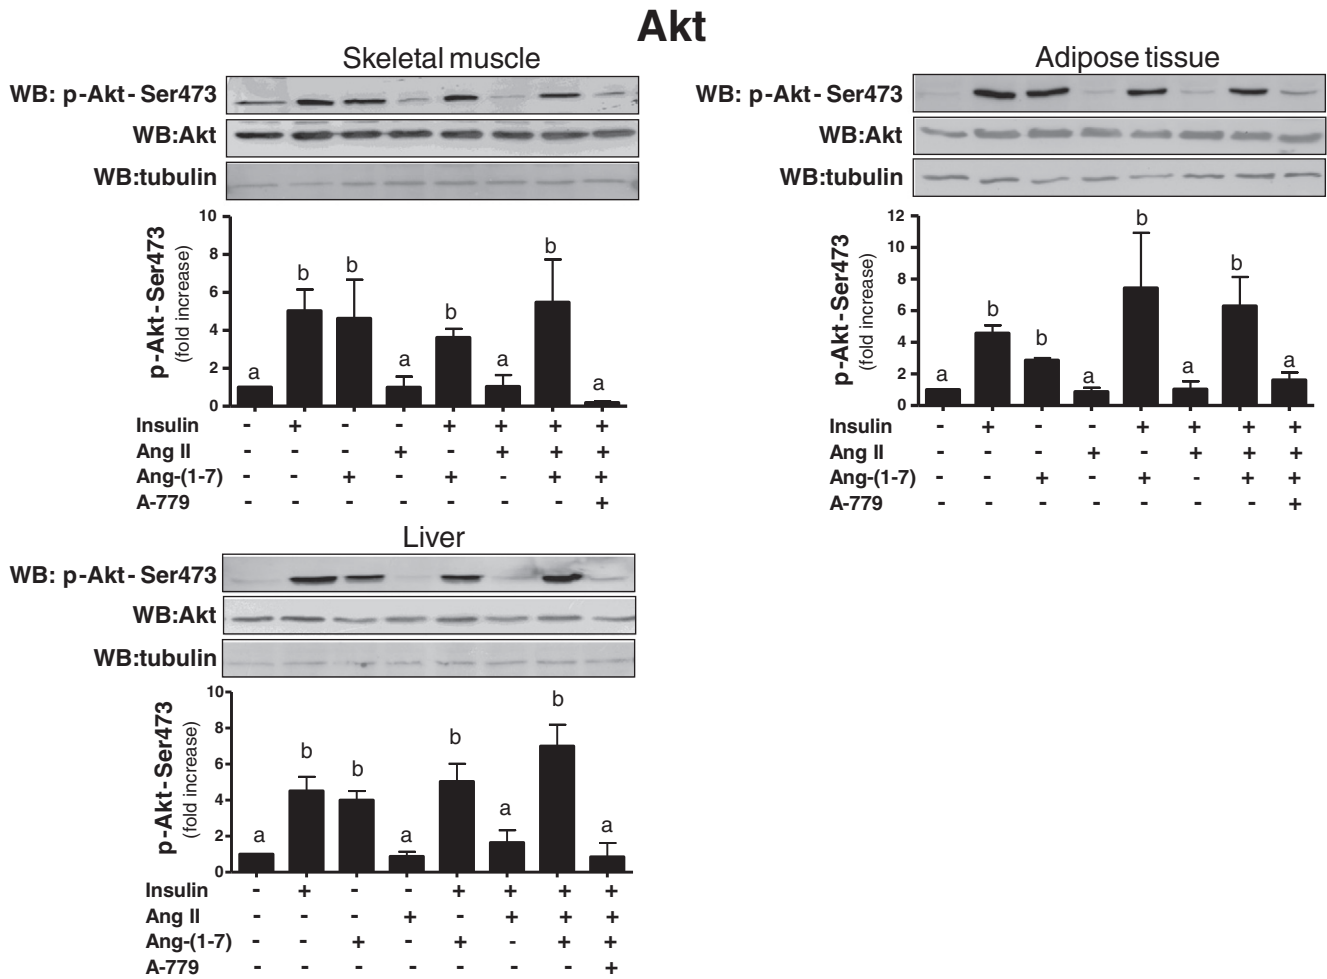 Akt
Skeletal muscle
WB: p-Akt-Ser473
WB:Akt
WB:tubulin
p-Akt-Ser473
(fold increase)
10
8
6
4
2
0
a b b a b a b a
Insulin - + - - + + + +
Ang II - - - + - + + +
Ang-(1-7) - - + - + - + +
A-779 - - - - - - - +
Adipose tissue
WB: p-Akt-Ser473
WB:Akt
WB:tubulin
p-Akt-Ser473
(fold increase)
12
10
8
6
4
2
0
a b b a b a b a
Insulin - + - - + + + +
Ang II - - - + - + + +
Ang-(1-7) - - + - + - + +
A-779 - - - - - - - +
Liver
WB: p-Akt-Ser473
WB:Akt
WB:tubulin
p-Akt-Ser473
(fold increase)
10
8
6
4
2
0
a b b a b a b a
Insulin - + - - + + + +
Ang II - - - + - + + +
Ang-(1-7) - - + - + - + +
A-779 - - - - - - - +